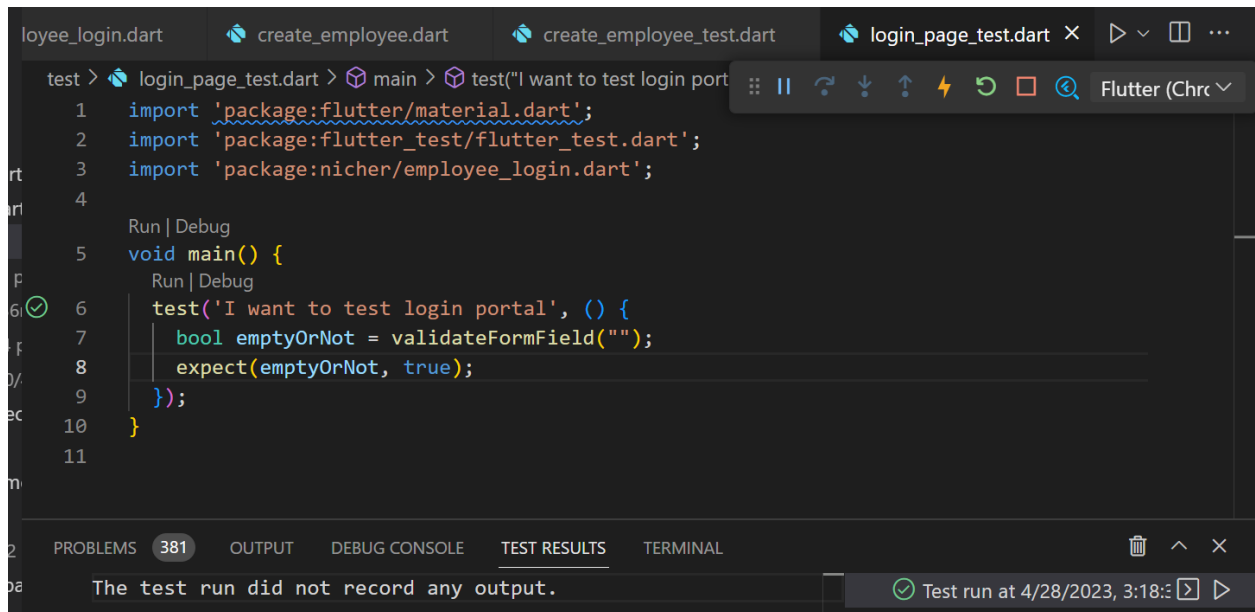 loyee_login.dart create_employee.dart create_employee_test.dart login_page_test.dart
test > login_page_test.dart > main > test("I want to test login port
Flutter (Chrc
1 import 'package:flutter/material.dart';
2 import 'package:flutter_test/flutter_test.dart';
3 import 'package:nicher/employee_login.dart';
4
Run | Debug
5 void main() {
Run | Debug
6 test('I want to test login portal', () {
7 bool emptyOrNot = validateFormField("");
8 expect(emptyOrNot, true);
9 });
10 }
11
PROBLEMS 381 OUTPUT DEBUG CONSOLE TEST RESULTS TERMINAL
The test run did not record any output.
Test run at 4/28/2023, 3:18:3